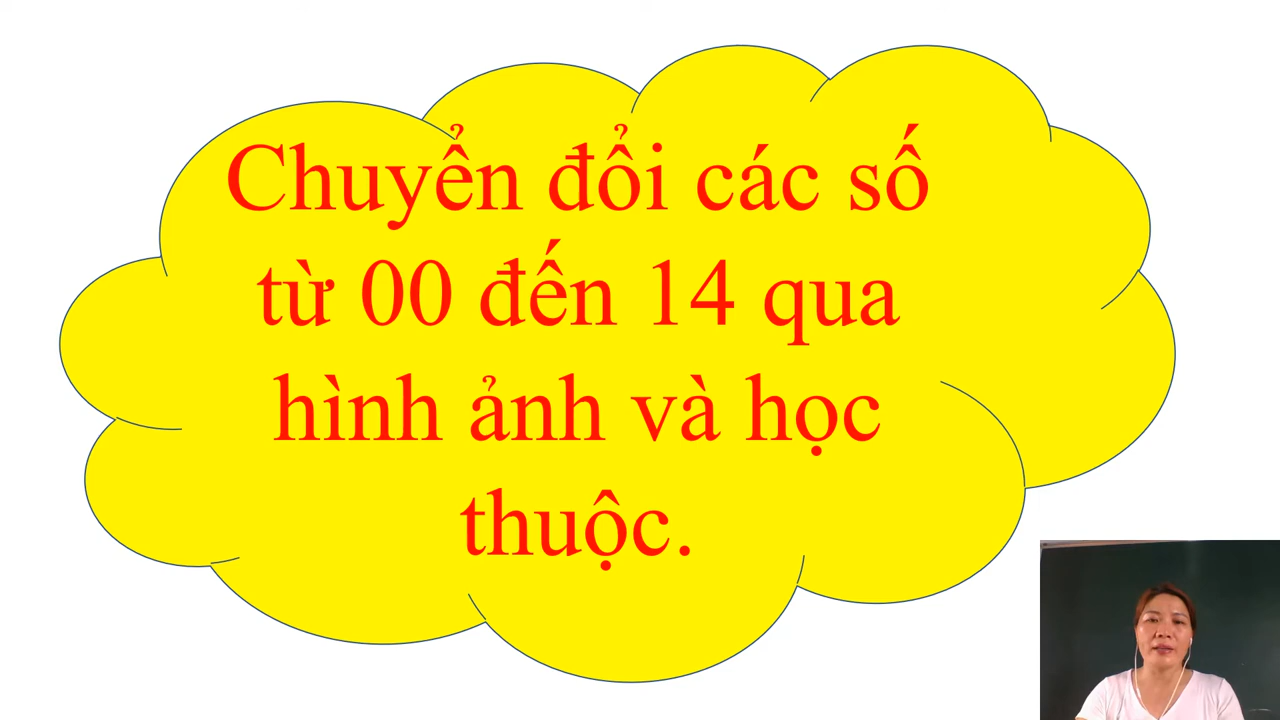 Chuyển đổi các số
từ 00 đến 14 qua
hình ảnh và học
thuộc.